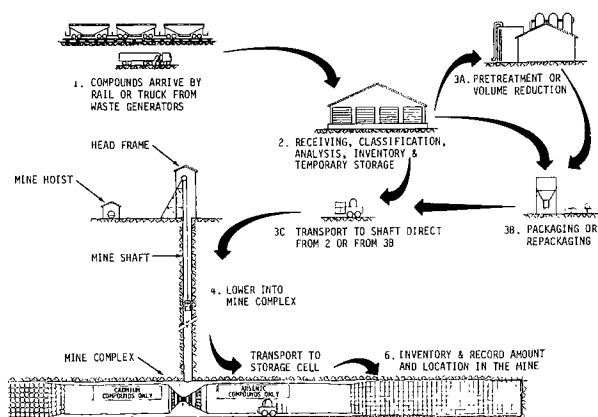 1. COMPOUNDS ARRIVE BY
RAIL OR TRUCK FROM
WASTE GENERATORS
3A. PRETREATMENT OR
VOLUME REDUCTION
2. RECEIVING, CLASSIFICATION,
ANALYSIS, INVENTORY &
TEMPORARY STORAGE
HEAD FRAME
MINE HOIST
3C TRANSPORT TO SHAFT DIRECT
FROM 2 OR FROM 3B
3B. PACKAGING OR
REPACKAGING
MINE SHAFT
4. LOWER INTO
MINE COMPLEX
MINE COMPLEX
TRANSPORT TO
STORAGE CELL
6. INVENTORY & RECORD AMOUNT
AND LOCATION IN THE MINE
CADMIUM
COMPOUNDS ONLY
ARSENIC
COMPOUNDS ONLY